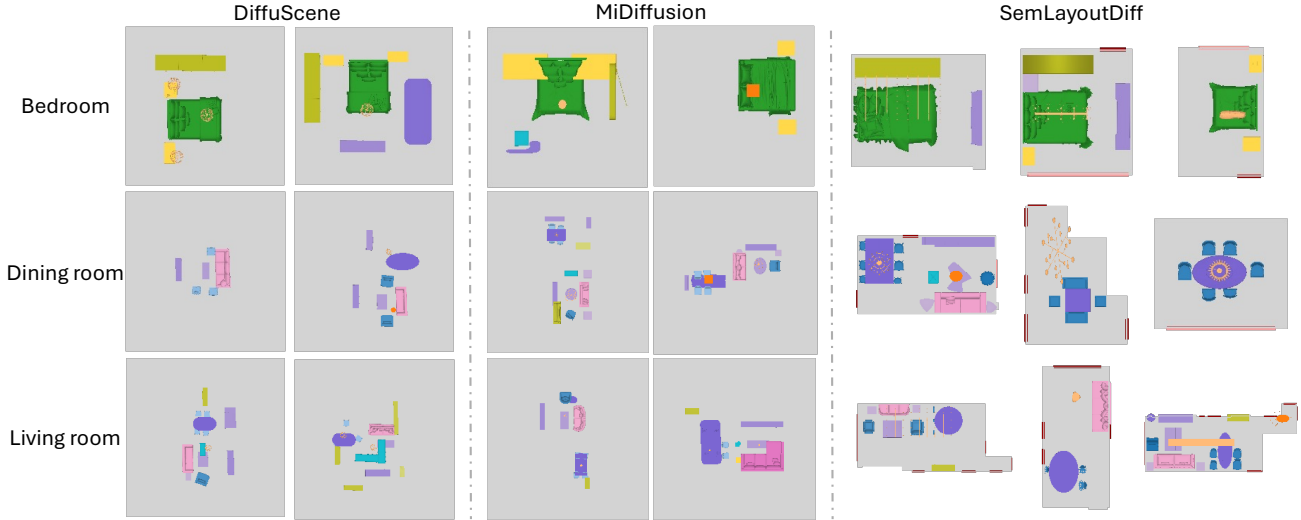 DiffuScene
MiDiffusion
SemLayoutDiff
Bedroom
Dining room
Living room